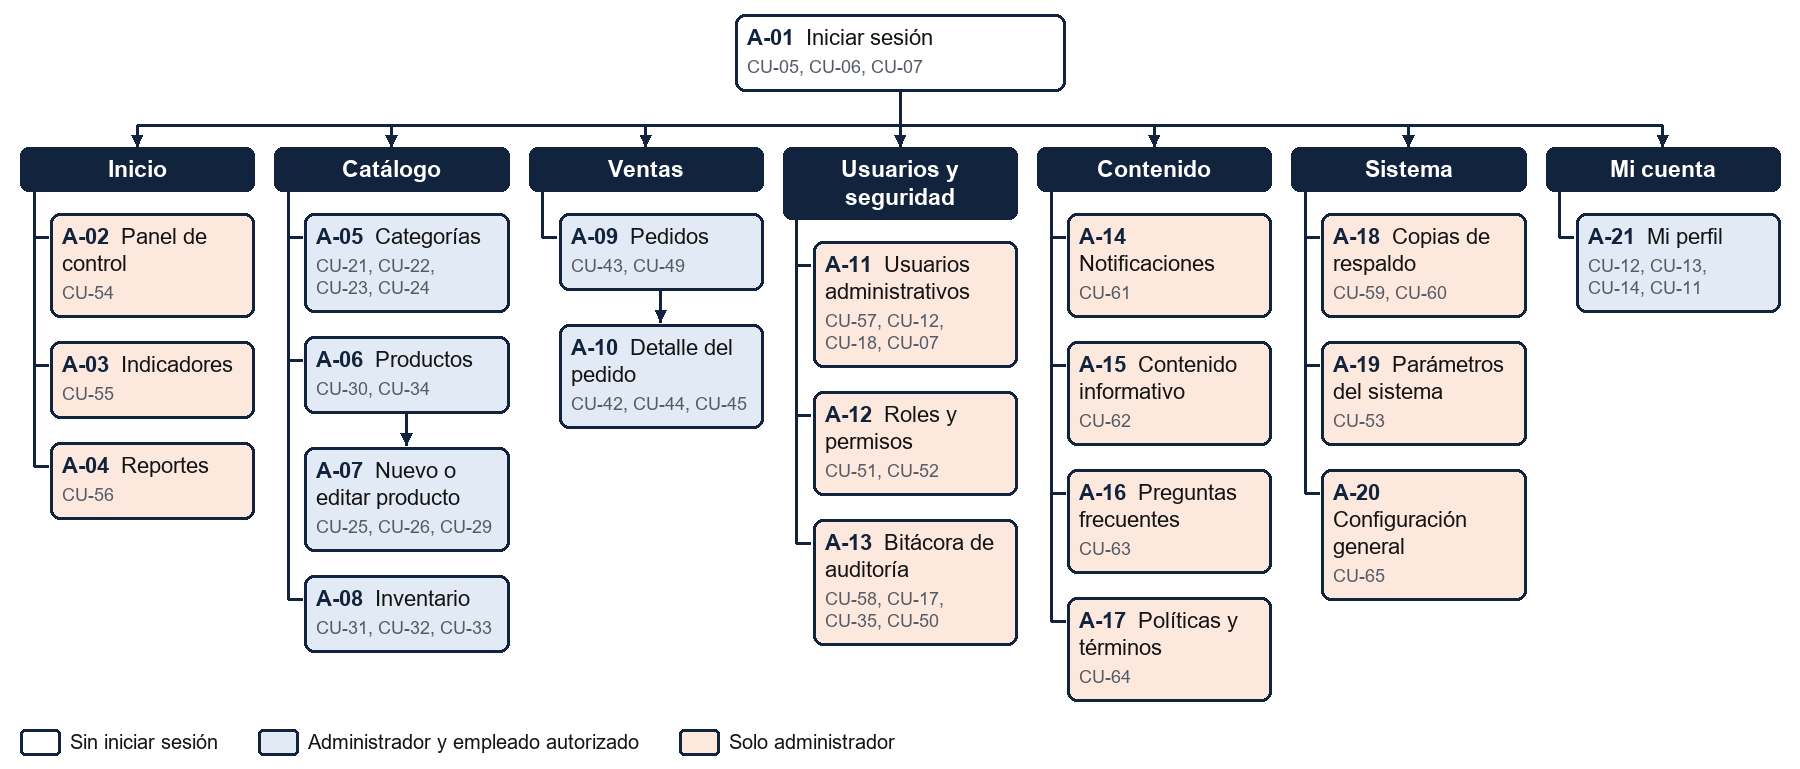 A-01 Iniciar sesión
CU-05, CU-06, CU-07
Inicio
A-02 Panel de
control
CU-54
A-03 Indicadores
CU-55
A-04 Reportes
CU-56
Catálogo
A-05 Categorías
CU-21, CU-22,
CU-23, CU-24
A-06 Productos
CU-30, CU-34
A-07 Nuevo o
editar producto
CU-25, CU-26, CU-29
A-08 Inventario
CU-31, CU-32, CU-33
Ventas
A-09 Pedidos
CU-43, CU-49
A-10 Detalle del
pedido
CU-42, CU-44, CU-45
Usuarios y
seguridad
A-11 Usuarios
administrativos
CU-57, CU-12,
CU-18, CU-07
A-12 Roles y
permisos
CU-51, CU-52
A-13 Bitácora de
auditoría
CU-58, CU-17,
CU-35, CU-50
Contenido
A-14
Notificaciones
CU-61
A-15 Contenido
informativo
CU-62
A-16 Preguntas
frecuentes
CU-63
A-17 Políticas y
términos
CU-64
Sistema
A-18 Copias de
respaldo
CU-59, CU-60
A-19 Parámetros
del sistema
CU-53
A-20
Configuración
general
CU-65
Mi cuenta
A-21 Mi perfil
CU-12, CU-13,
CU-14, CU-11
Sin iniciar sesión
Administrador y empleado autorizado
Solo administrador